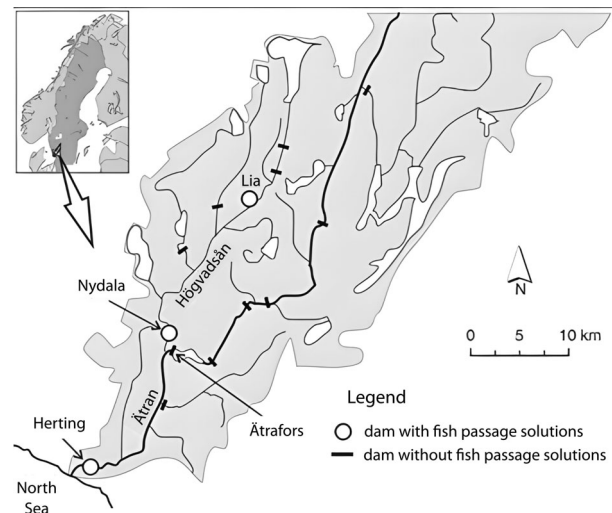 Lia
Högvadsån
Nydala
N
0 5 10 km
Ätran
Legend
Herting
Ätrafors
dam with fish passage solutions
dam without fish passage solutions
North
Sea